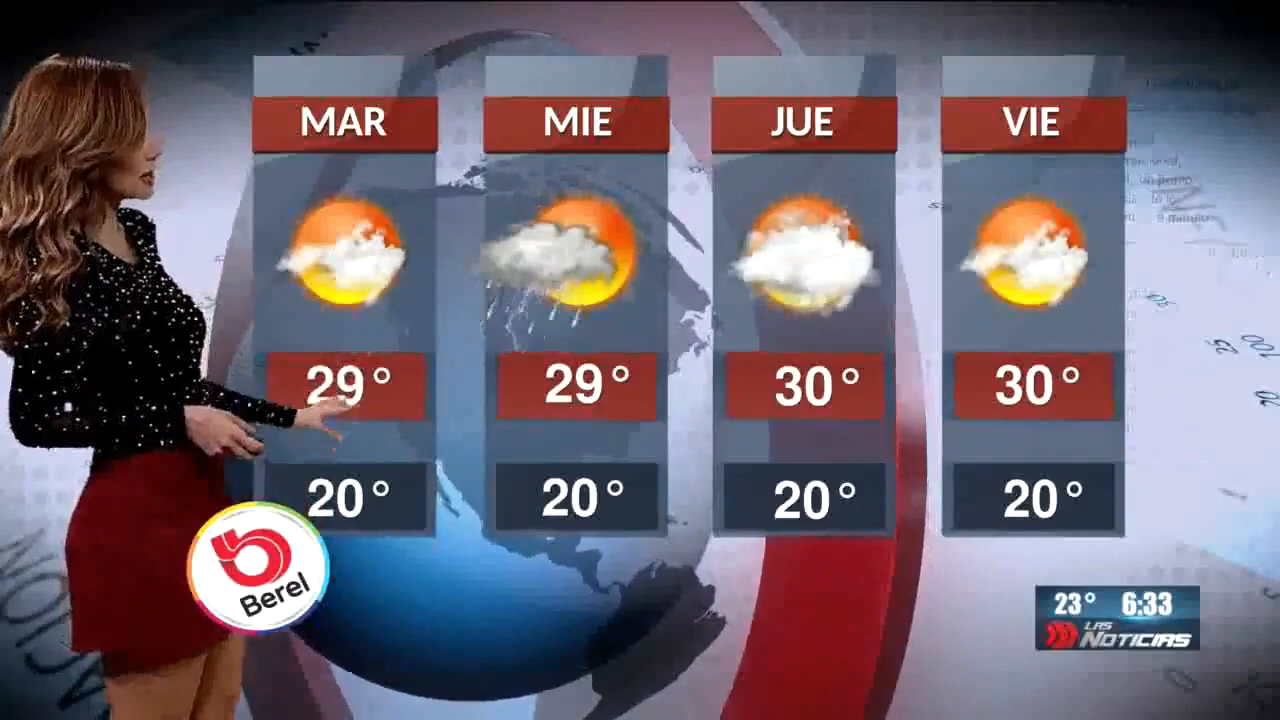 MAR
MIE
JUE
VIE
29°
29°
30°
30°
20°
20°
20°
20°
Berel
23° 6:33
LAS
NOTICIAS